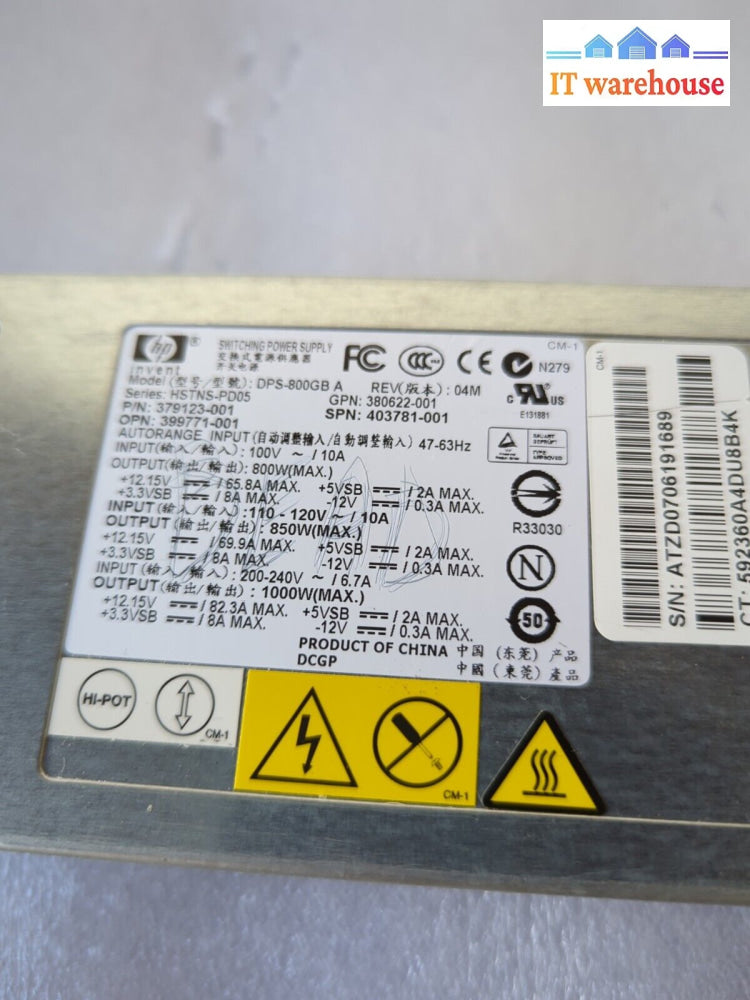 IT warehouse
hp
invent
SWITCHING POWER SUPPLY
交換式電源供應器
开关电源
FC
CCC
CE
N279
CM-1
Model (型号/型號): DPS-800GB A REV(版本): 04M
Series: HSTNS-PD05 GPN: 380622-001
P/N: 379123-001 SPN: 403781-001
OPN: 399771-001
C RU US
E131881
AUTORANGE INPUT (自动调整输入/自動調整輸入) 47-63Hz
INPUT(输入/輸入): 100V ~ / 10A
OUTPUT(输出/輸出): 800W(MAX.)
+12.15V / 65.8A MAX. +5VSB / 2A MAX.
+3.3VSB / 8A MAX. -12V / 0.3A MAX.
INPUT (输入/輸入): 110 - 120V ~ / 10A
OUTPUT (输出/輸出): 850W(MAX.)
+12.15V / 69.9A MAX. +5VSB / 2A MAX.
+3.3VSB / 8A MAX. -12V / 0.3A MAX.
INPUT (输入/輸入): 200-240V ~ / 6.7A
OUTPUT(输出/輸出): 1000W(MAX.)
+12.15V / 82.3A MAX. +5VSB / 2A MAX.
+3.3VSB / 8A MAX. -12V / 0.3A MAX.
TYPE
APPROVED
R33030
N
50
PRODUCT OF CHINA 中国 (东莞) 产品
DCGP 中國 (東莞) 產品
CM-1
S/N: ATZD0706191689
CT: 592360A4DU8B4K
HI-POT
CM-1
CM-1